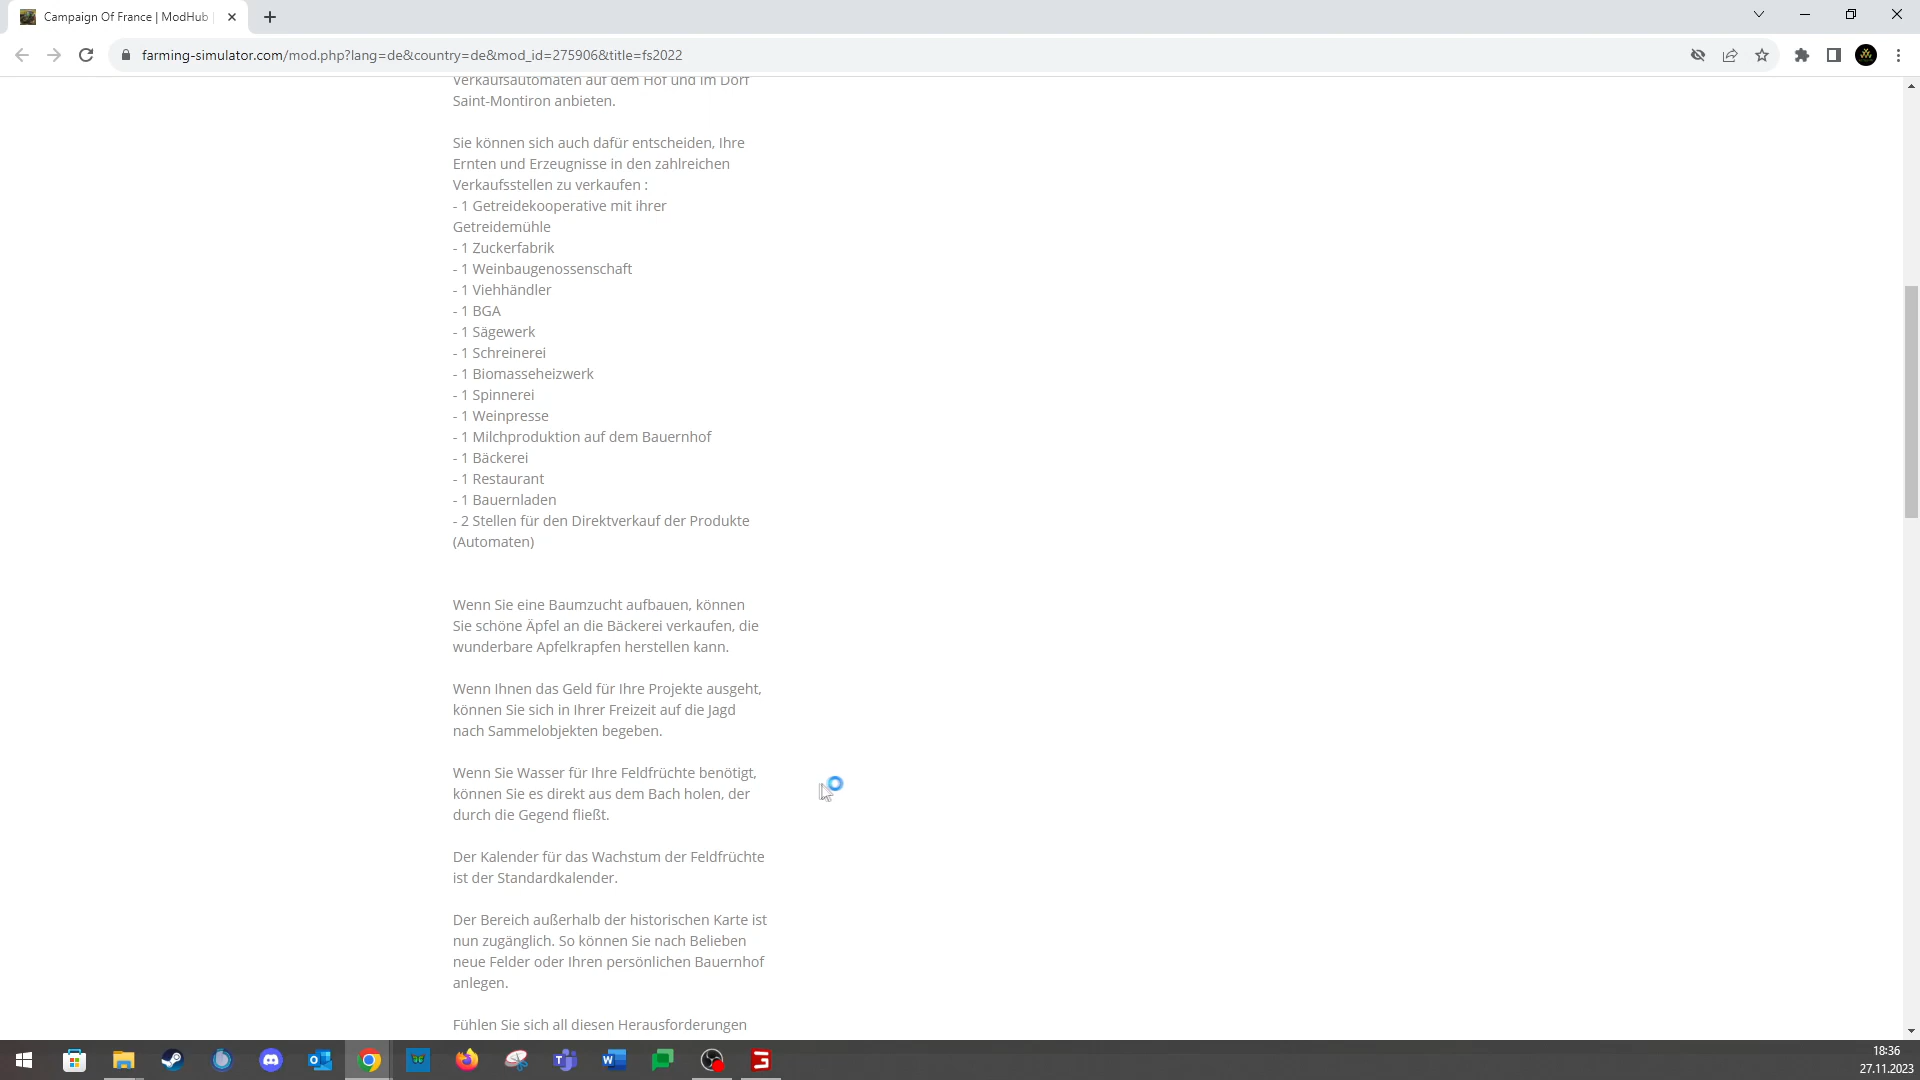 Campaign Of France | ModHub
farming-simulator.com/mod.php?lang=de&country=de&mod_id=275906&title=fs2022
Verkaufsautomaten auf dem Hof und im Dorf
Saint-Montiron anbieten.
Sie können sich auch dafür entscheiden, Ihre
Ernten und Erzeugnisse in den zahlreichen
Verkaufsstellen zu verkaufen :
- 1 Getreidekooperative mit ihrer
Getreidemühle
- 1 Zuckerfabrik
- 1 Weinbaugenossenschaft
- 1 Viehhändler
- 1 BGA
- 1 Sägewerk
- 1 Schreinerei
- 1 Biomasseheizwerk
- 1 Spinnerei
- 1 Weinpresse
- 1 Milchproduktion auf dem Bauernhof
- 1 Bäckerei
- 1 Restaurant
- 1 Bauernladen
- 2 Stellen für den Direktverkauf der Produkte
(Automaten)
Wenn Sie eine Baumzucht aufbauen, können
Sie schöne Äpfel an die Bäckerei verkaufen, die
wunderbare Apfelkrapfen herstellen kann.
Wenn Ihnen das Geld für Ihre Projekte ausgeht,
können Sie sich in Ihrer Freizeit auf die Jagd
nach Sammelobjekten begeben.
Wenn Sie Wasser für Ihre Feldfrüchte benötigt,
können Sie es direkt aus dem Bach holen, der
durch die Gegend fließt.
Der Kalender für das Wachstum der Feldfrüchte
ist der Standardkalender.
Der Bereich außerhalb der historischen Karte ist
nun zugänglich. So können Sie nach Belieben
neue Felder oder Ihren persönlichen Bauernhof
anlegen.
Fühlen Sie sich all diesen Herausforderungen
18:36
27.11.2023